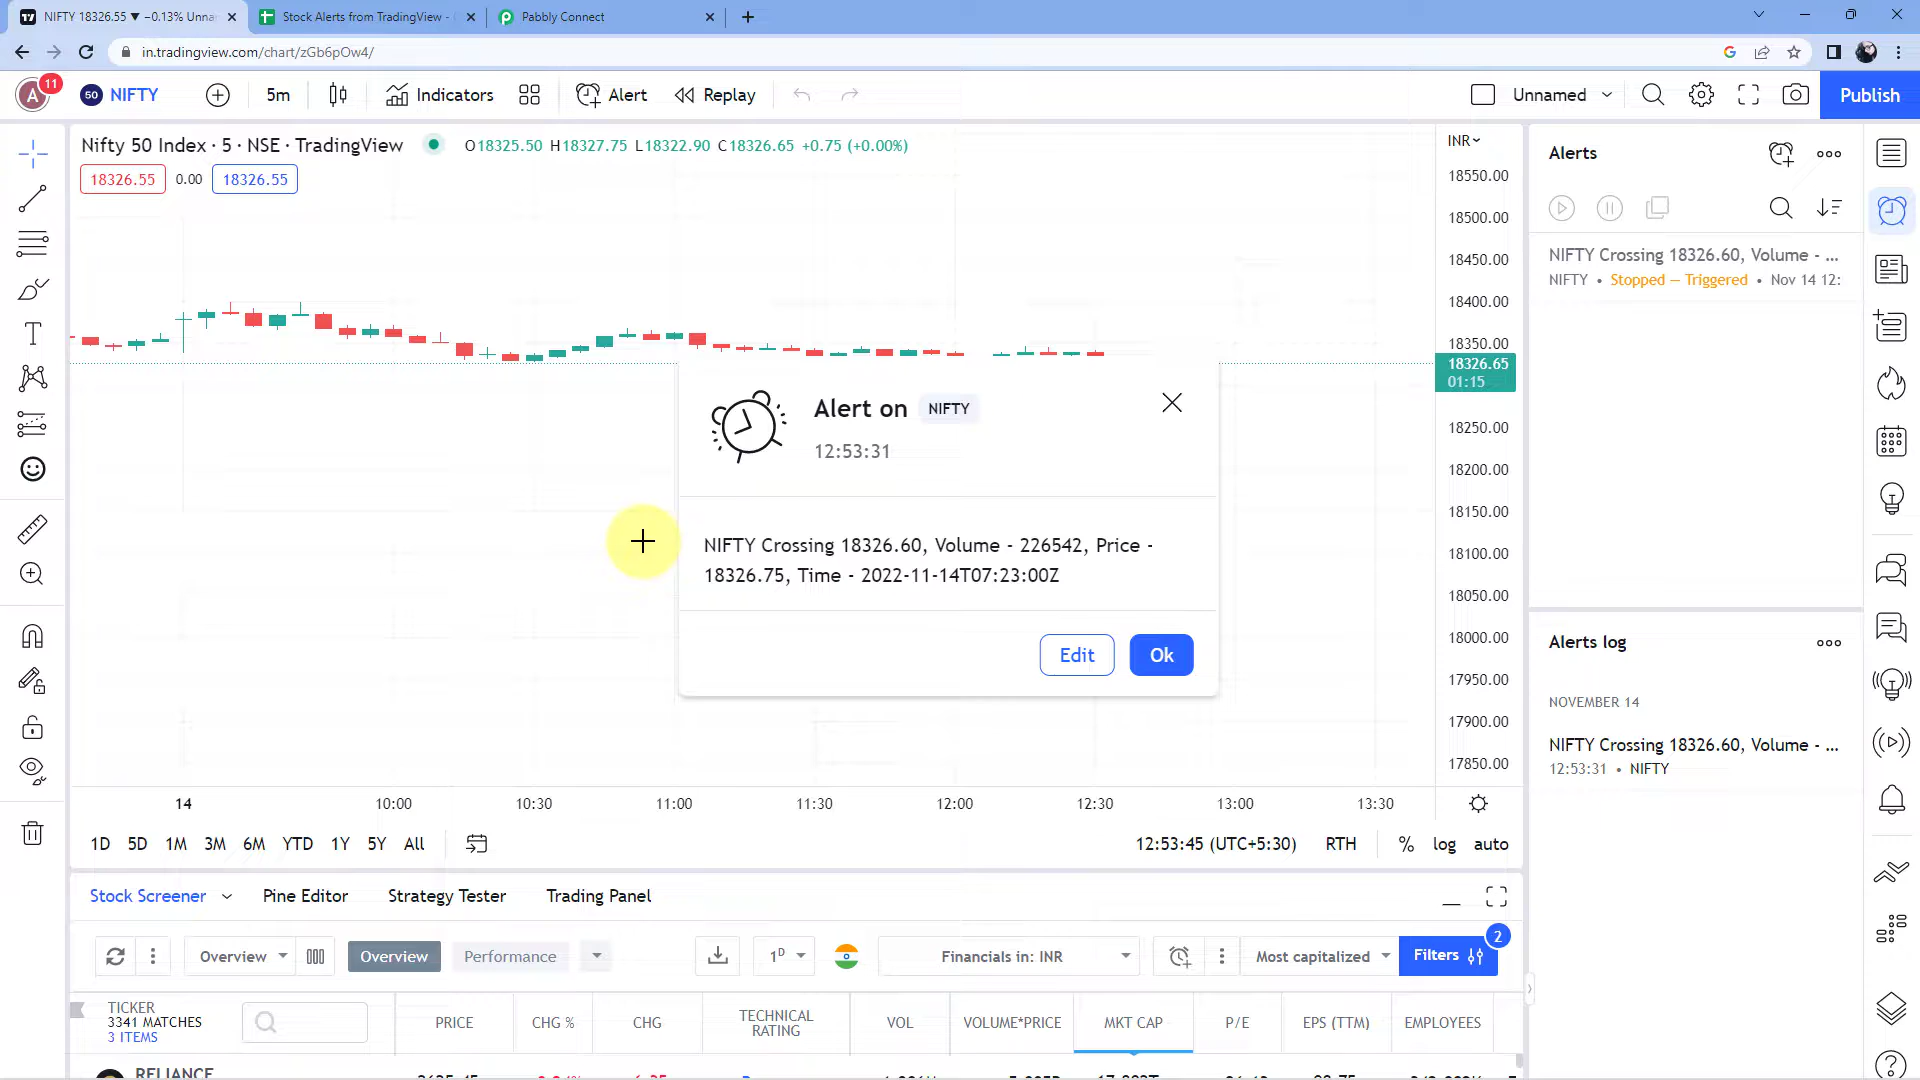 NIFTY 18326.55 ▼ −0.13% Unna
Stock Alerts from TradingView -
Pabbly Connect
in.tradingview.com/chart/zGb6pOw4/
A 11
50 NIFTY
5m
Indicators
Alert
Replay
Unnamed
Publish
Nifty 50 Index · 5 · NSE · TradingView
O18325.50 H18327.75 L18322.90 C18326.65 +0.75 (+0.00%)
18326.55 0.00 18326.55
INR
18550.00
18500.00
18450.00
18400.00
18350.00
18326.65
01:15
18250.00
18200.00
18150.00
18100.00
18050.00
18000.00
17950.00
17900.00
17850.00
Alerts
NIFTY Crossing 18326.60, Volume - ...
NIFTY • Stopped — Triggered • Nov 14 12:
Alert on NIFTY
12:53:31
NIFTY Crossing 18326.60, Volume - 226542, Price -
18326.75, Time - 2022-11-14T07:23:00Z
Edit
Ok
Alerts log
NOVEMBER 14
NIFTY Crossing 18326.60, Volume - ...
12:53:31 • NIFTY
14 10:00 10:30 11:00 11:30 12:00 12:30 13:00 13:30
1D 5D 1M 3M 6M YTD 1Y 5Y All
12:53:45 (UTC+5:30) RTH % log auto
Stock Screener
Pine Editor
Strategy Tester
Trading Panel
Overview
Overview
Performance
1D
Financials in: INR
Most capitalized
Filters
2
TICKER
3341 MATCHES
3 ITEMS
PRICE
CHG %
CHG
TECHNICAL
RATING
VOL
VOLUME*PRICE
MKT CAP
P/E
EPS (TTM)
EMPLOYEES
RELIANCE